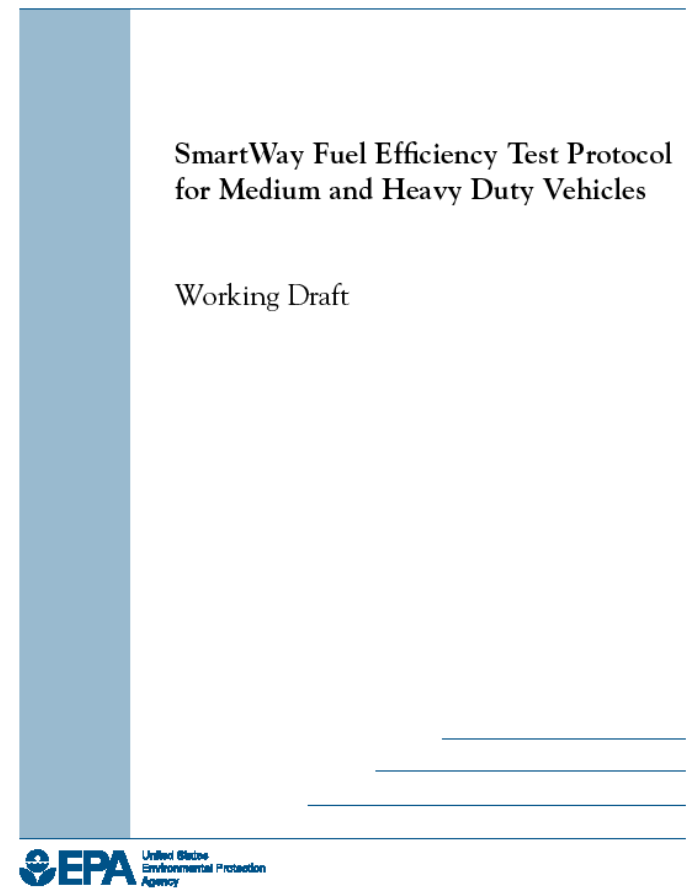 SmartWay Fuel Efficiency Test Protocol
for Medium and Heavy Duty Vehicles
Working Draft
EPA
United States
Environmental Protection
Agency